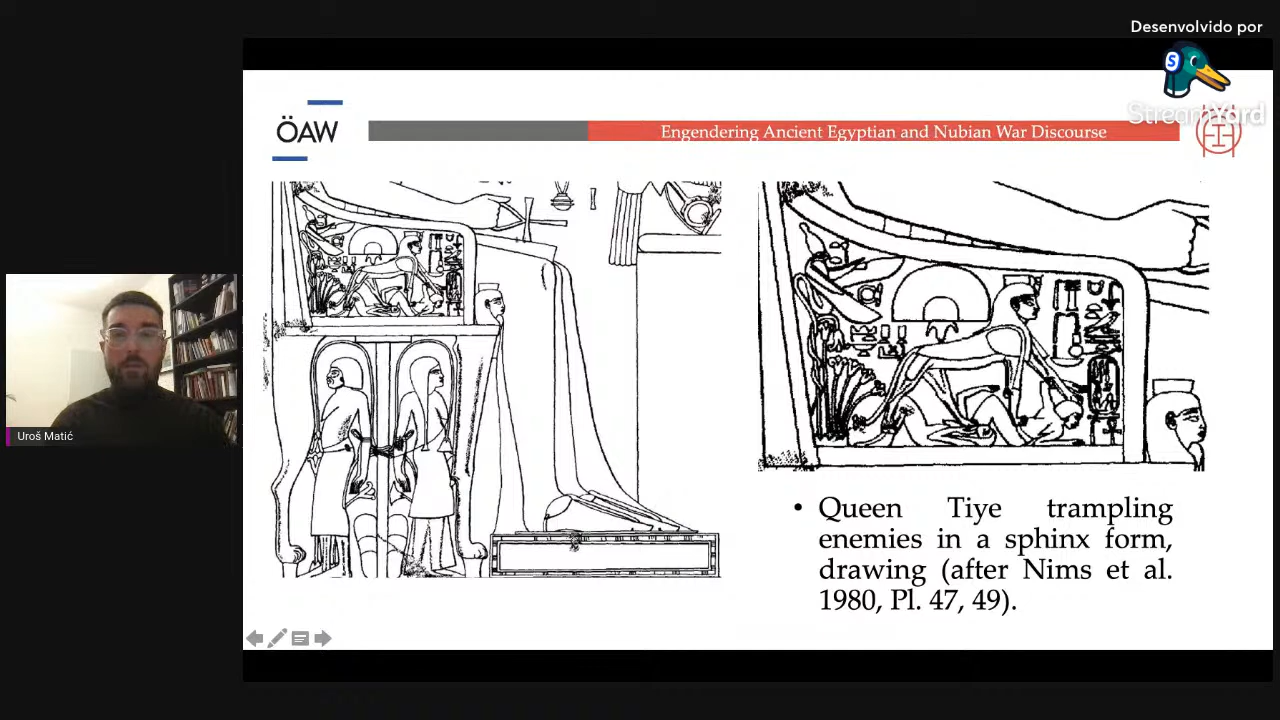 Desenvolvido por
StreamYard
ÖAW
Engendering Ancient Egyptian and Nubian War Discourse
Uroš Matić
• Queen Tiye trampling
enemies in a sphinx form,
drawing (after Nims et al.
1980, Pl. 47, 49).